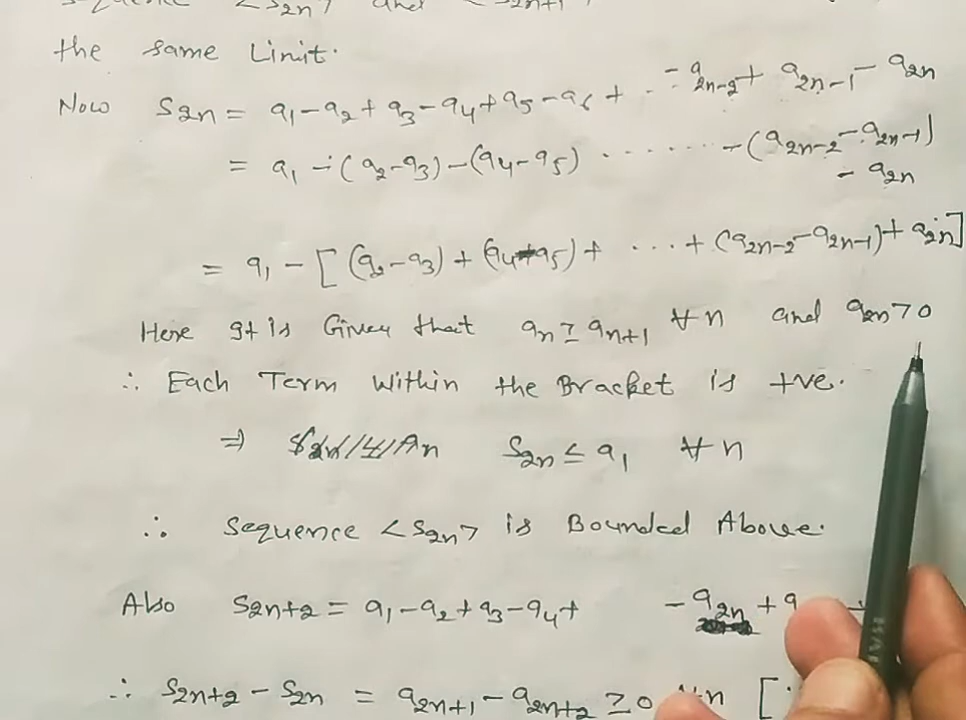 <S2n> and <S2n+1>
the same Limit.
Now S2n = a1 - a2 + a3 - a4 + a5 - a6 + .. - a2n-2 + a2n-1 - a2n
= a1 - (a2 - a3) - (a4 - a5) ........ - (a2n-2 - a2n-1)
- a2n
= a1 - [(a2 - a3) + (a4 - a5) + ... + (a2n-2 - a2n-1) + a2n]
Here It is Given that an ≥ an+1 ∀ n and a2n > 0
∴ Each Term Within the Bracket is +ve.
⇒ S2n ≤ a1 ∀ n
∴ Sequence <S2n> is Bounded Above.
Also S2n+2 = a1 - a2 + a3 - a4 + - a2n + a
∴ S2n+2 - S2n = a2n+1 - a2n+2 ≥ 0 ∀ n [∵